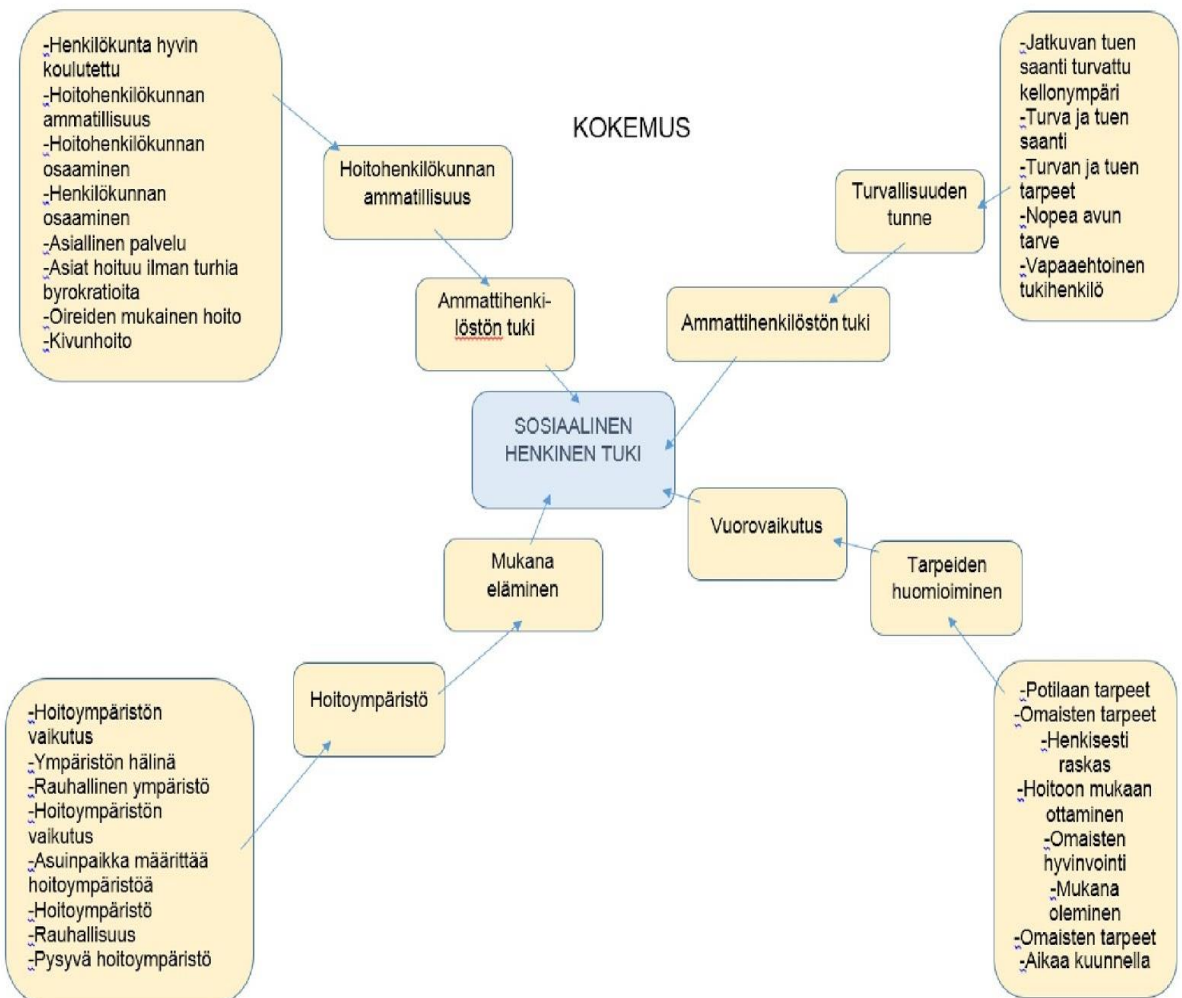 -Henkilökunta hyvin
koulutettu
-Hoitohenkilökunnan
ammatillisuus
-Hoitohenkilökunnan
osaaminen
-Henkilökunnan
osaaminen
-Asiallinen palvelu
-Asiat hoituu ilman turhia
byrokratioita
-Oireiden mukainen hoito
-Kivunhoito
KOKEMUS
Hoitohenkilökunnan
ammatillisuus
Ammattihenki-
löstön tuki
-Jatkuvan tuen
saanti turvattu
kellonympäri
-Turva ja tuen
saanti
-Turvan ja tuen
tarpeet
-Nopea avun
tarve
-Vapaaehtoinen
tukihenkilö
Turvallisuuden
tunne
Ammattihenkilöstön tuki
SOSIAALINEN
HENKINEN TUKI
Mukana
eläminen
Hoitoympäristö
-Hoitoympäristön
vaikutus
-Ympäristön hälinä
-Rauhallinen ympäristö
-Hoitoympäristön
vaikutus
-Asuinpaikka määrittää
hoitoympäristöä
-Hoitoympäristö
-Rauhallisuus
-Pysyvä hoitoympäristö
Vuorovaikutus
Tarpeiden
huomioiminen
-Potilaan tarpeet
-Omaisten tarpeet
-Henkisesti
raskas
-Hoitoon mukaan
ottaminen
-Omaisten
hyvinvointi
-Mukana
oleminen
-Omaisten tarpeet
-Aikaa kuunnella